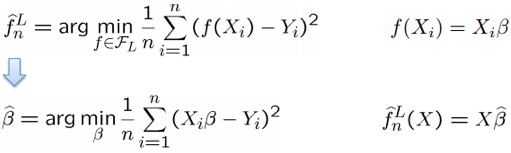 f̂ₙᴸ = arg min_{f∈𝓕_L} 1/n ∑_{i=1}^{n} (f(Xᵢ) − Yᵢ)² f(Xᵢ) = Xᵢβ
β̂ = arg min_β 1/n ∑_{i=1}^{n} (Xᵢβ − Yᵢ)² f̂ₙᴸ(X) = Xβ̂